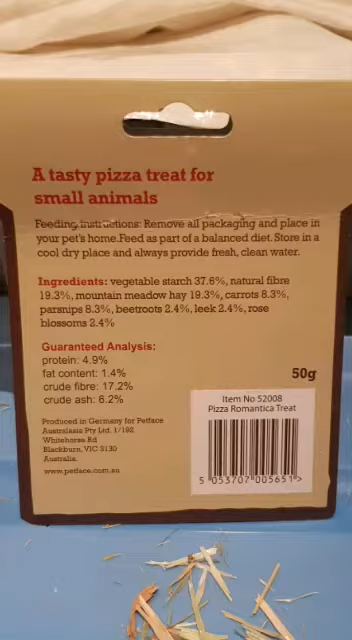 A tasty pizza treat for
small animals
Feeding instructions: Remove all packaging and place in
your pet's home.Feed as part of a balanced diet. Store in a
cool dry place and always provide fresh, clean water.
Ingredients: vegetable starch 37.6%, natural fibre
19.3%, mountain meadow hay 19.3%, carrots 8.3%,
parsnips 8.3%, beetroots 2.4%, leek 2.4%, rose
blossoms 2.4%
Guaranteed Analysis:
protein: 4.9%
fat content: 1.4%
crude fibre: 17.2%
crude ash: 6.2%
50g
Item No 52008
Pizza Romantica Treat
5 053707 005651 >
Produced in Germany for Petface
Australasia Pty Ltd. 1/192
Whitehorse Rd
Blackburn, VIC 3130
Australia.
www.petface.com.au